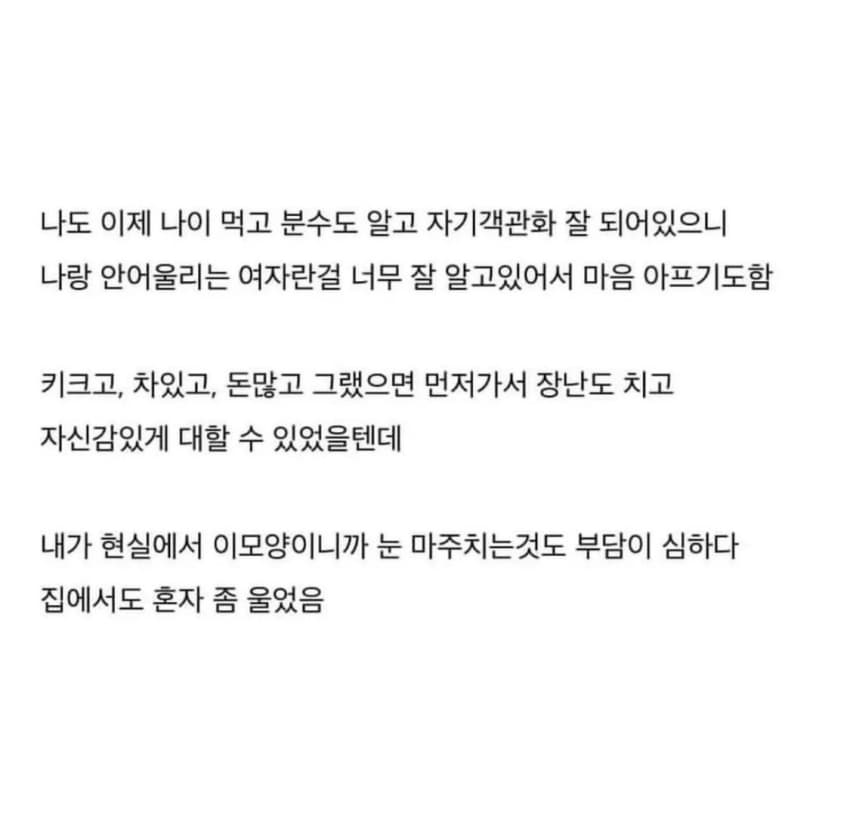 나도 이제 나이 먹고 분수도 알고 자기객관화 잘 되어있으니
나랑 안어울리는 여자란걸 너무 잘 알고있어서 마음 아프기도함
키크고, 차있고, 돈많고 그랬으면 먼저가서 장난도 치고
자신감있게 대할 수 있었을텐데
내가 현실에서 이모양이니까 눈 마주치는것도 부담이 심하다
집에서도 혼자 좀 울었음